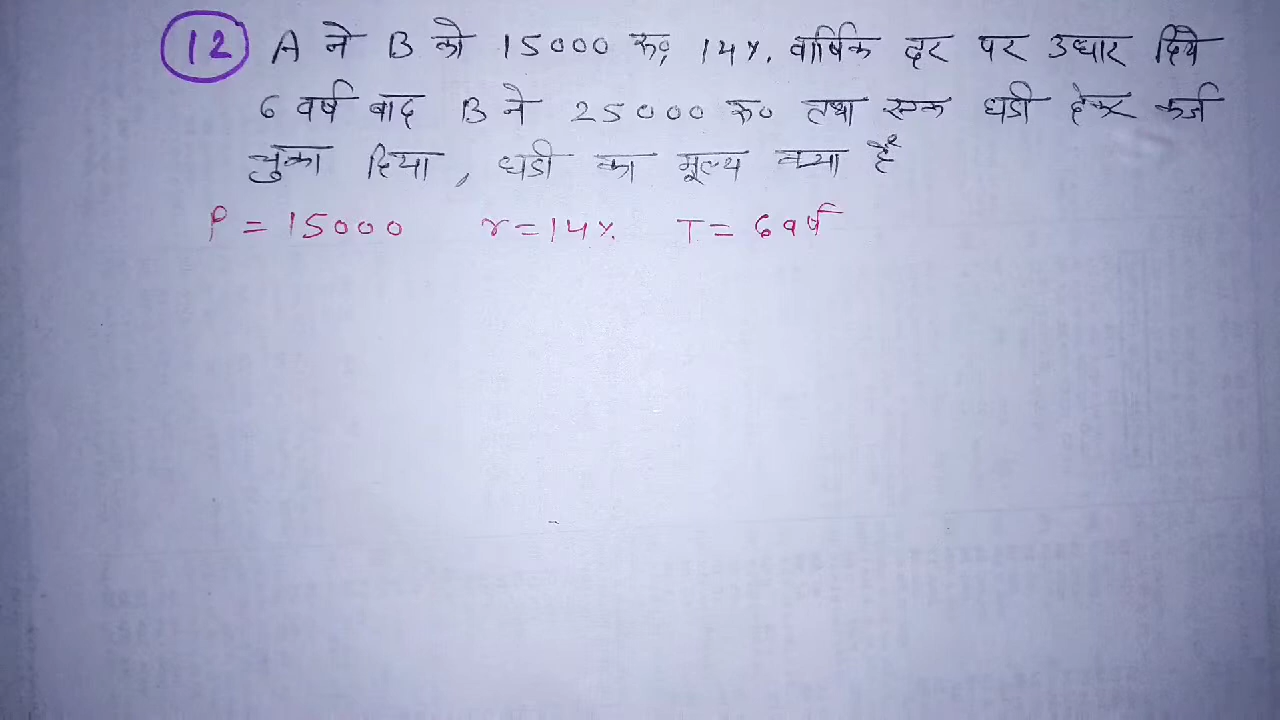 12 A ने B को 15000 रू० 14% वार्षिक दर पर उधार दिये
6 वर्ष बाद B ने 25000 रू० तथा एक घडी देकर कर्ज
चुका दिया , घडी का मूल्य क्या हैं
P = 15000 r = 14% T = 6 वर्ष